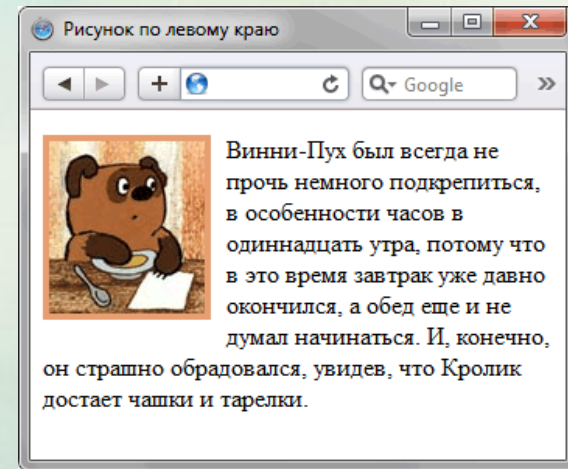 Рисунок по левому краю
Google
Винни-Пух был всегда не
прочь немного подкрепиться,
в особенности часов в
одиннадцать утра, потому что
в это время завтрак уже давно
окончился, а обед еще и не
думал начинаться. И, конечно,
он страшно обрадовался, увидев, что Кролик
достает чашки и тарелки.